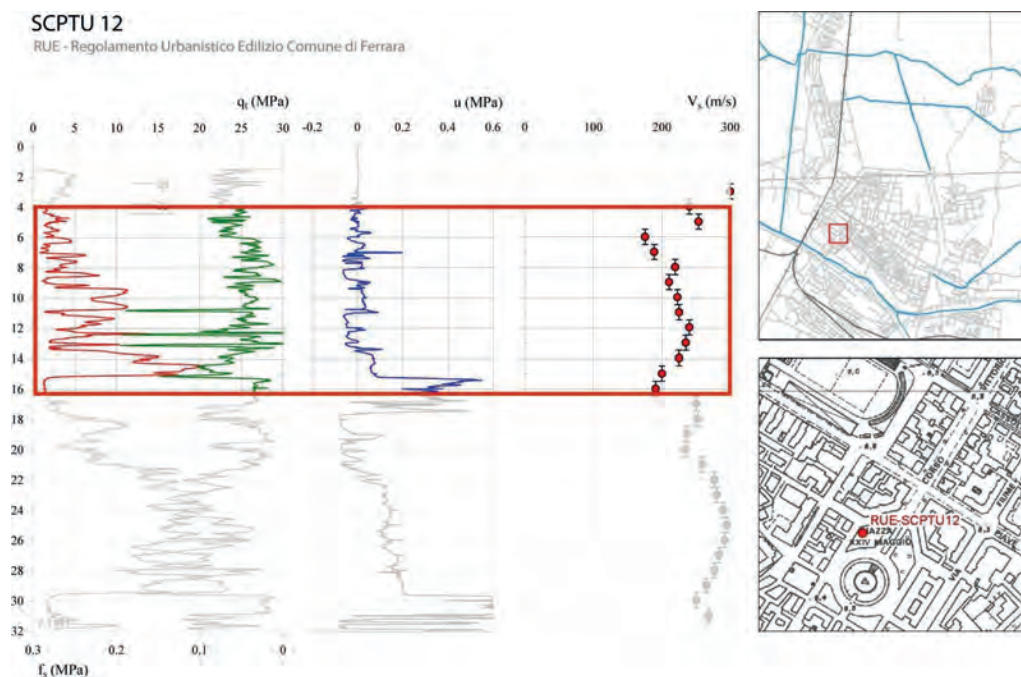 SCPTU 12
RUE - Regolamento Urbanistico Edilizio Comune di Ferrara
qt (MPa) u (MPa) Vs (m/s)
0 5 10 15 20 25 30 -0.2 0 0.2 0.4 0.6 0 100 200 300
0
2
4
6
8
10
12
14
16
18
20
22
24
26
28
30
32
0.3 0.2 0.1 0
fs (MPa)
CORSO
PIAVE
RUE-SCPTU12
XXIV MAGGIO
VIA